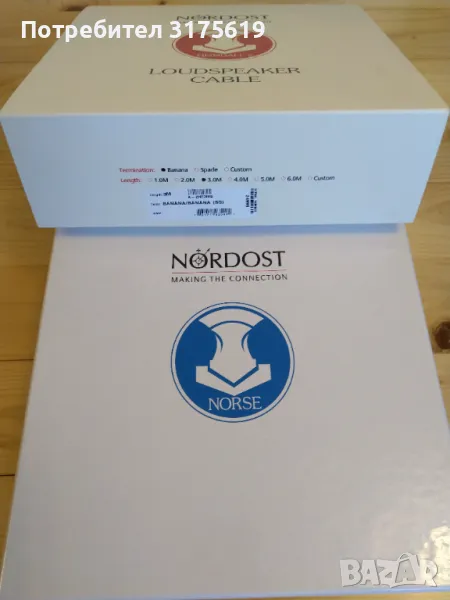 Потребител 3175619
NORDOST
LOUDSPEAKER
CABLE
Termination: Banana Spade Custom
Length: 1.0M 2.0M 3.0M 4.0M 5.0M 6.0M Custom
BANANA/BANANA
NORDOST
MAKING THE CONNECTION
NORSE
BAZAR